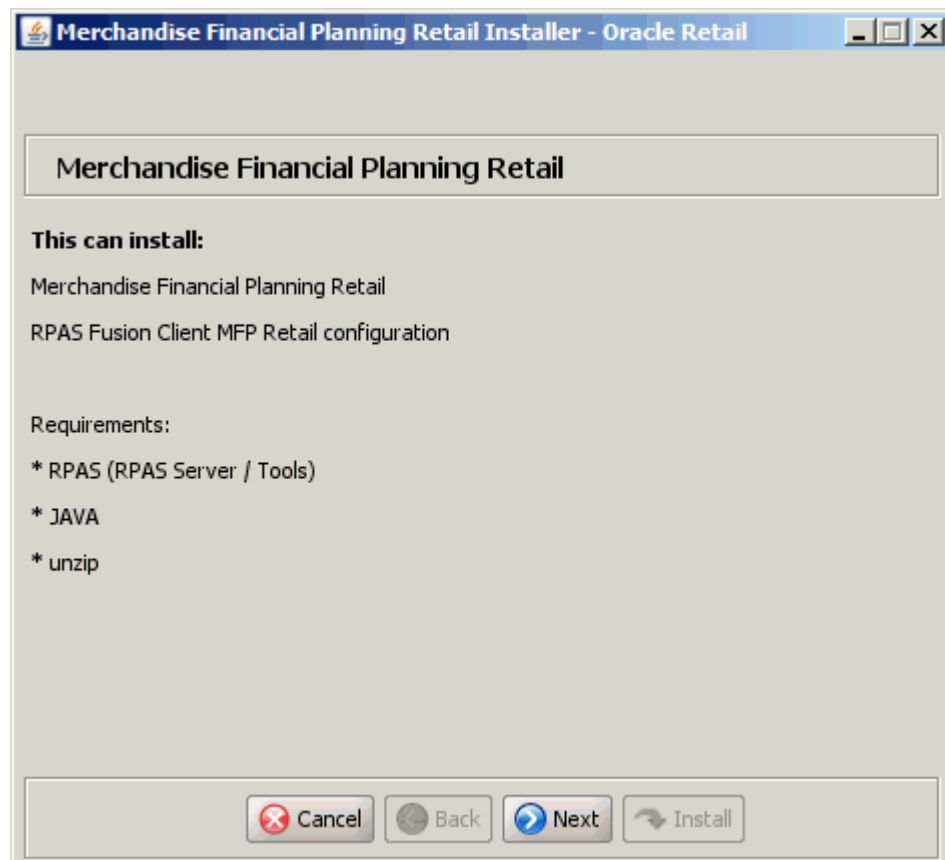 Merchandise Financial Planning Retail Installer - Oracle Retail
Merchandise Financial Planning Retail
This can install:
Merchandise Financial Planning Retail
RPAS Fusion Client MFP Retail configuration
Requirements:
* RPAS (RPAS Server / Tools)
* JAVA
* unzip
Cancel Back Next Install